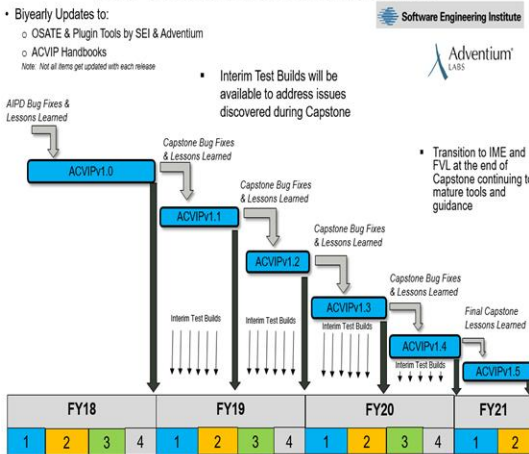 • Biyearly Updates to:
o OSATE & Plugin Tools by SEI & Adventium
o ACVIP Handbooks
Note: Not all items get updated with each release
Software Engineering Institute
Adventium
LABS
▪ Interim Test Builds will be
available to address issues
discovered during Capstone
▪ Transition to IME and
FVL at the end of
Capstone continuing to
mature tools and
guidance
AIPD Bug Fixes &
Lessons Learned
ACVIPv1.0
Capstone Bug Fixes
& Lessons Learned
ACVIPv1.1
Capstone Bug Fixes
& Lessons Learned
ACVIPv1.2
Capstone Bug Fixes
& Lessons Learned
ACVIPv1.3
Capstone Bug Fixes
& Lessons Learned
ACVIPv1.4
Final Capstone
Lessons Learned
ACVIPv1.5
Interim Test Builds
Interim Test Builds
Interim Test Builds
Interim Test Builds
FY18 FY19 FY20 FY21
1 2 3 4 1 2 3 4 1 2 3 4 1 2